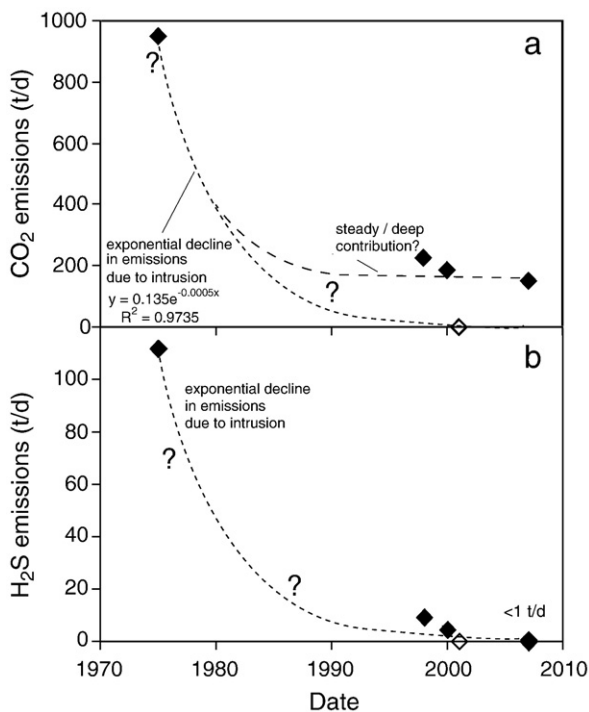 1000
a
?
800
CO₂ emissions (t/d)
600
400
steady / deep
contribution?
exponential decline
in emissions
due to intrusion
y = 0.135e^-0.0005x
R² = 0.9735
200
?
0
b
100
exponential decline
in emissions
due to intrusion
H₂S emissions (t/d)
80
?
60
40
?
20
<1 t/d
0
1970 1980 1990 2000 2010
Date